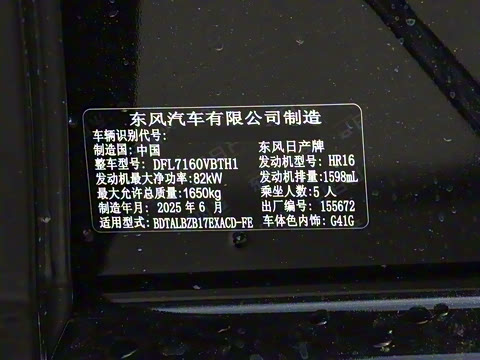 东风汽车有限公司制造
车辆识别代号:
制造国: 中国 东风日产牌
整车型号: DFL7160VBTH1 发动机型号: HR16
发动机最大净功率:82kW 发动机排量:1598mL
最大允许总质量:1650kg 乘坐人数:5 人
制造年月: 2025 年 6 月 出厂编号: 155672
适用型式:BDTALBZB17EXACD-FE 车体色内饰: G41G